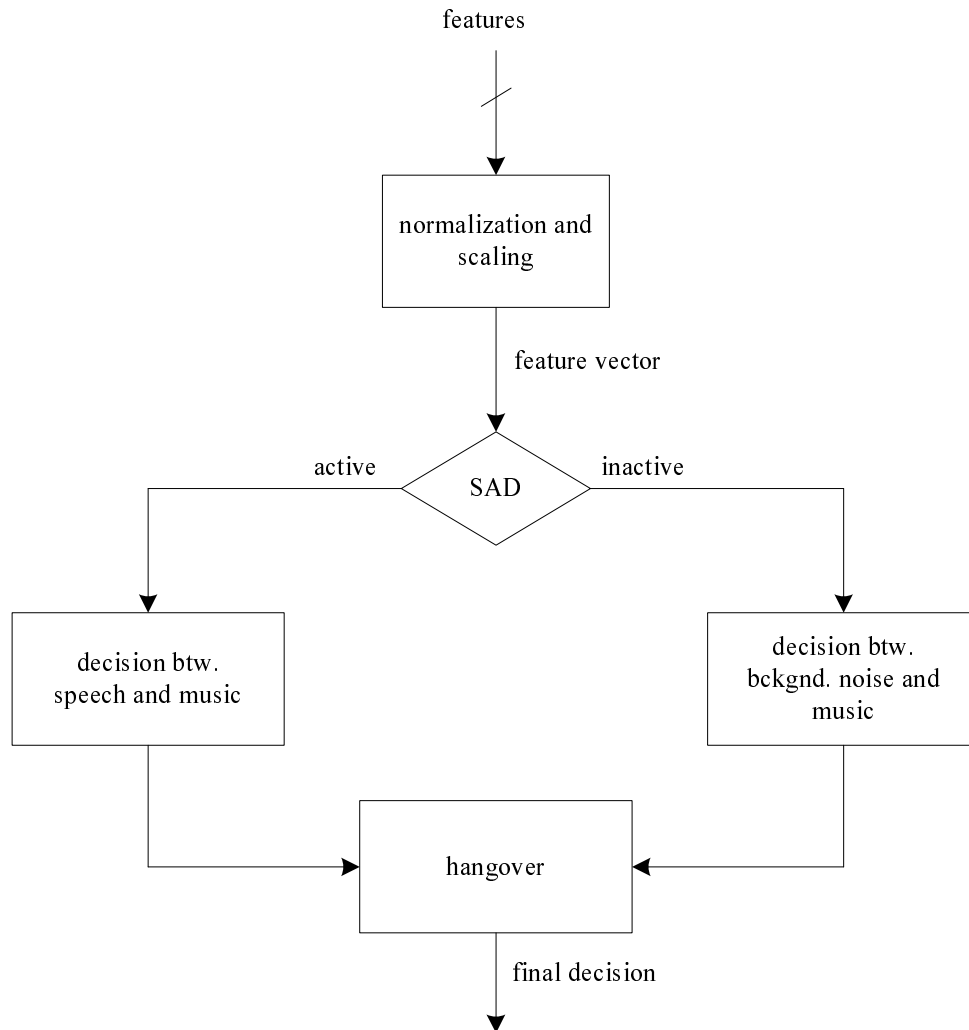 features
normalization and
scaling
feature vector
active
inactive
SAD
decision btw.
speech and music
decision btw.
bckgnd. noise and
music
hangover
final decision